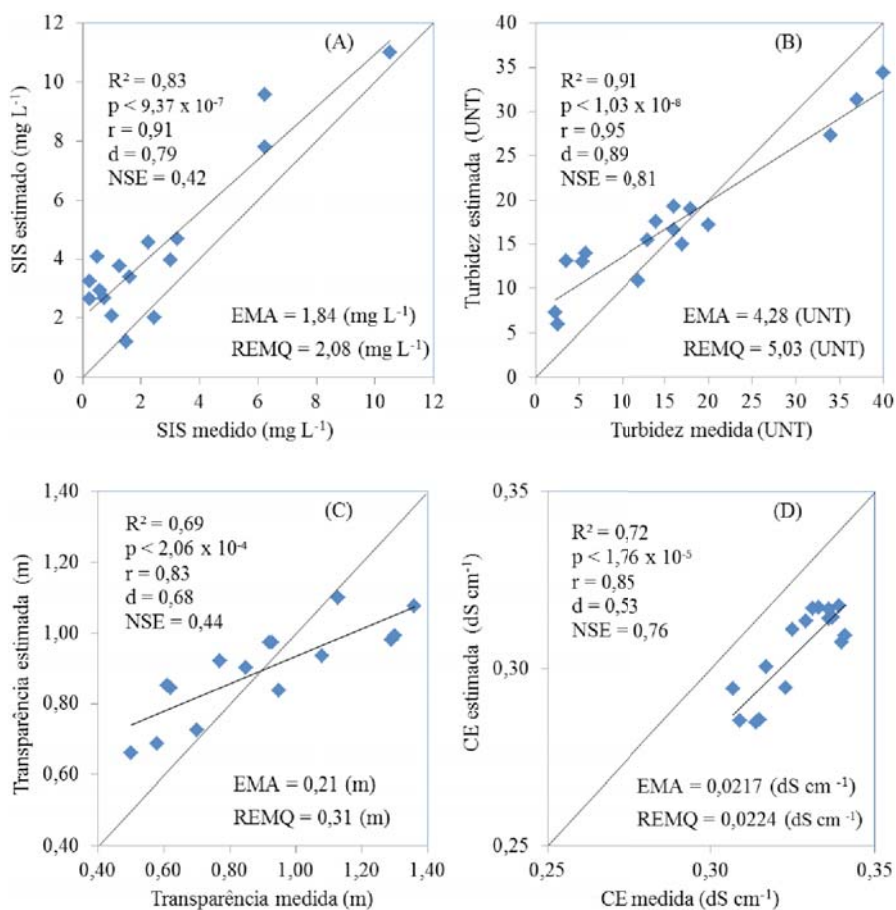 (A)
R² = 0,83
p < 9,37 x 10⁻⁷
r = 0,91
d = 0,79
NSE = 0,42
EMA = 1,84 (mg L⁻¹)
REMQ = 2,08 (mg L⁻¹)
SIS estimado (mg L⁻¹)
12
10
8
6
4
2
0
0 2 4 6 8 10 12
SIS medido (mg L⁻¹)
(B)
R² = 0,91
p < 1,03 x 10⁻⁸
r = 0,95
d = 0,89
NSE = 0,81
EMA = 4,28 (UNT)
REMQ = 5,03 (UNT)
Turbidez estimada (UNT)
40
35
30
25
20
15
10
5
0
0 5 10 15 20 25 30 35 40
Turbidez medida (UNT)
(C)
R² = 0,69
p < 2,06 x 10⁻⁴
r = 0,83
d = 0,68
NSE = 0,44
EMA = 0,21 (m)
REMQ = 0,31 (m)
Transparência estimada (m)
1,40
1,20
1,00
0,80
0,60
0,40
0,40 0,60 0,80 1,00 1,20 1,40
Transparência medida (m)
(D)
R² = 0,72
p < 1,76 x 10⁻⁵
r = 0,85
d = 0,53
NSE = 0,76
EMA = 0,0217 (dS cm ⁻¹)
REMQ = 0,0224 (dS cm ⁻¹)
CE estimada (dS cm⁻¹)
0,35
0,30
0,25
0,25 0,30 0,35
CE medida (dS cm⁻¹)